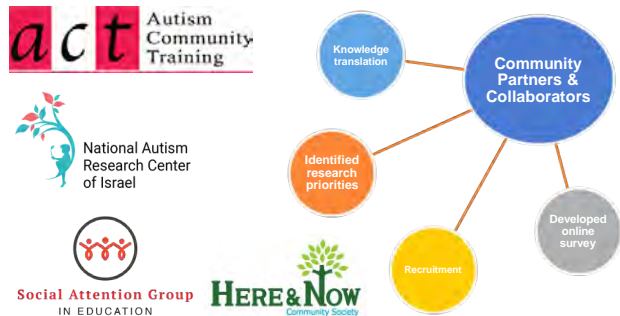 act
Autism
Community
Training
National Autism
Research Center
of Israel
Social Attention Group
IN EDUCATION
HERE & NOW
Community Society
Knowledge
translation
Community
Partners &
Collaborators
Identified
research
priorities
Recruitment
Developed
online
survey